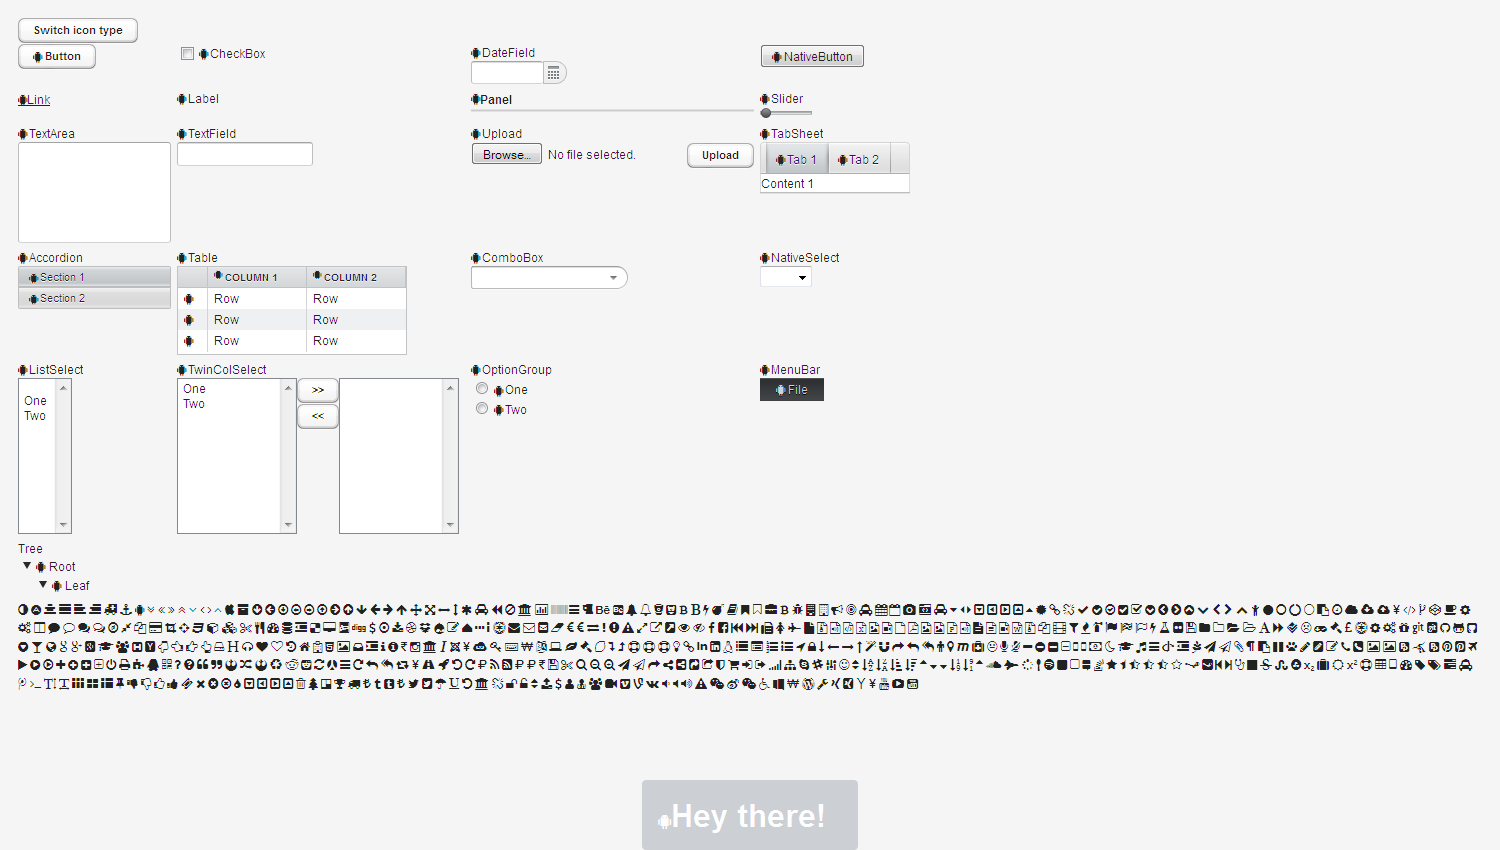 Switch icon type
Button
CheckBox
DateField
NativeButton
Link
Label
Panel
Slider
TextArea
TextField
Upload
Browse...
No file selected.
Upload
TabSheet
Tab 1
Tab 2
Content 1
Accordion
Section 1
Section 2
Table
COLUMN 1
COLUMN 2
Row
Row
Row
Row
Row
Row
ComboBox
NativeSelect
ListSelect
One
Two
TwinColSelect
One
Two
>>
<<
OptionGroup
One
Two
MenuBar
File
Tree
Root
Leaf
Hey there!